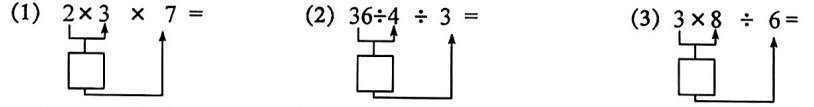 (1) 2×3 × 7 = (2) 36÷4 ÷ 3 = (3) 3×8 ÷ 6=